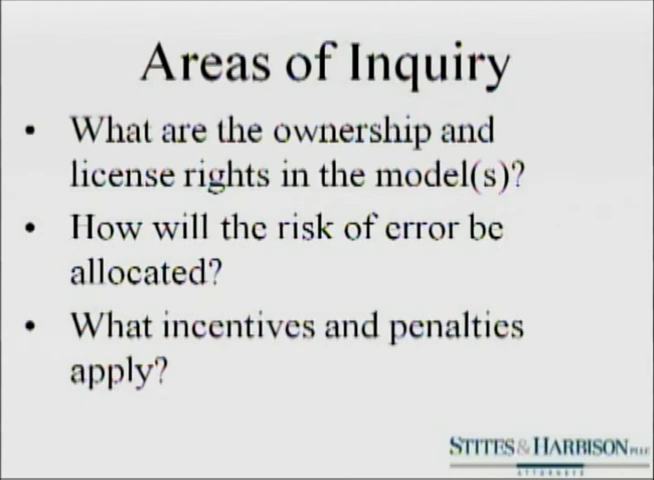 Areas of Inquiry
• What are the ownership and
license rights in the model(s)?
• How will the risk of error be
allocated?
• What incentives and penalties
apply?
STITES & HARBISON PLLC
ATTORNEYS